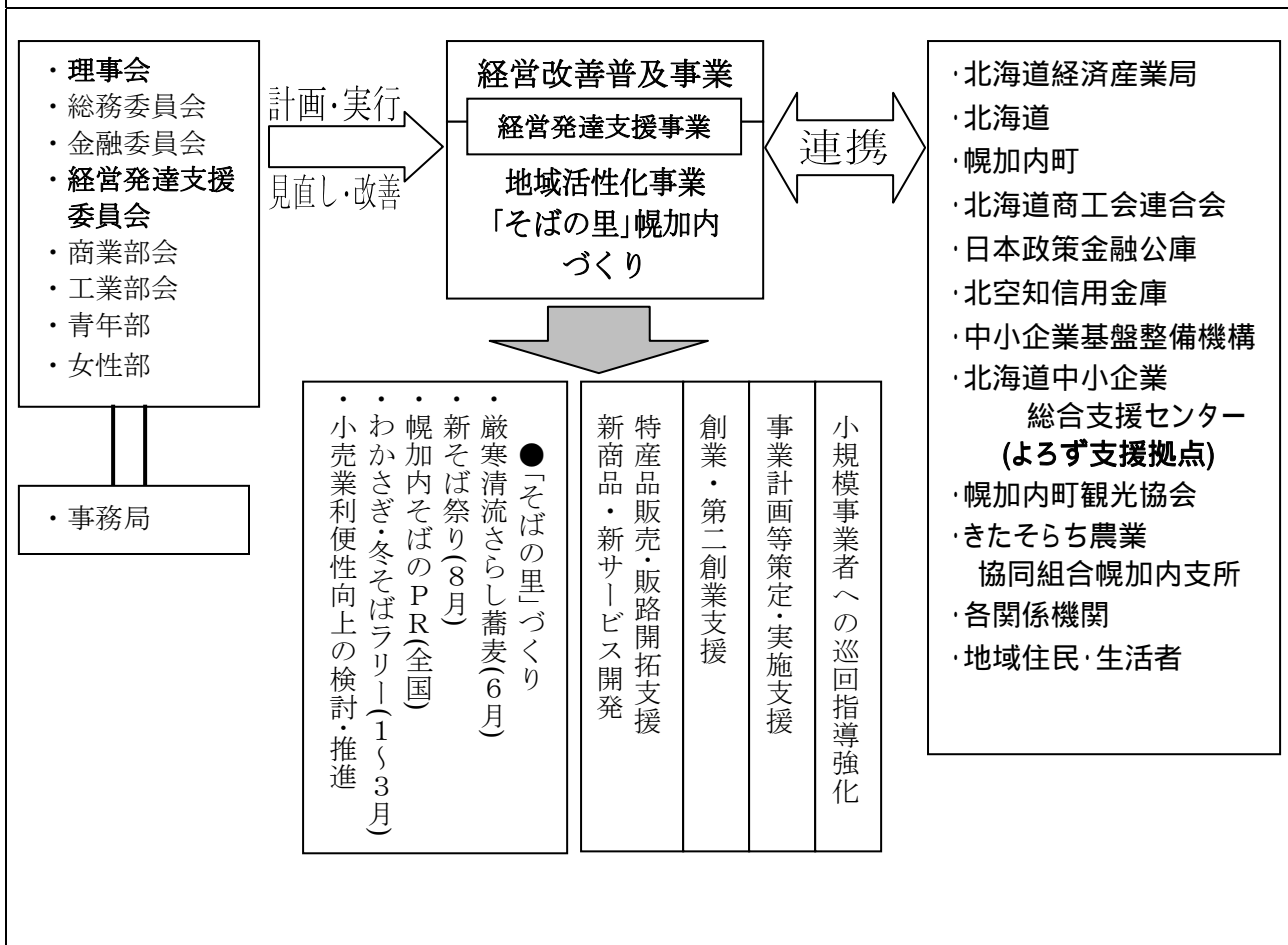 ・理事会
・総務委員会
・金融委員会
・経営発達支援
委員会
・商業部会
・工業部会
・青年部
・女性部
・事務局
計画・実行
見直し・改善
経営改善普及事業
経営発達支援事業
地域活性化事業
「そばの里」幌加内
づくり
連携
・北海道経済産業局
・北海道
・幌加内町
・北海道商工会連合会
・日本政策金融公庫
・北空知信用金庫
・中小企業基盤整備機構
・北海道中小企業
総合支援センター
(よろず支援拠点)
・幌加内町観光協会
・きたそらち農業
協同組合幌加内支所
・各関係機関
・地域住民・生活者
小規模事業者への巡回指導強化
事業計画等策定・実施支援
創業・第二創業支援
特産品販売・販路開拓支援
新商品・新サービス開発
●「そばの里」づくり
・厳寒清流さらし蕎麦(6月)
・新そば祭り(8月)
・幌加内そばのPR(全国)
・わかさぎ・冬そばラリー(1~3月)
・小売業利便性向上の検討・推進